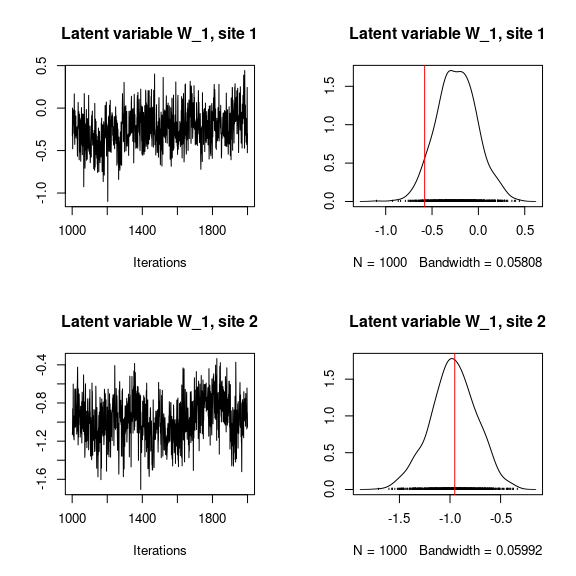 Latent variable W_1, site 1
0.5
0.0
-0.5
-1.0
1000 1400 1800
Iterations
Latent variable W_1, site 1
1.5
1.0
0.5
0.0
-1.0 -0.5 0.0 0.5
N = 1000 Bandwidth = 0.05808
Latent variable W_1, site 2
-0.4
-0.8
-1.2
-1.6
1000 1400 1800
Iterations
Latent variable W_1, site 2
1.5
1.0
0.5
0.0
-1.5 -1.0 -0.5
N = 1000 Bandwidth = 0.05992